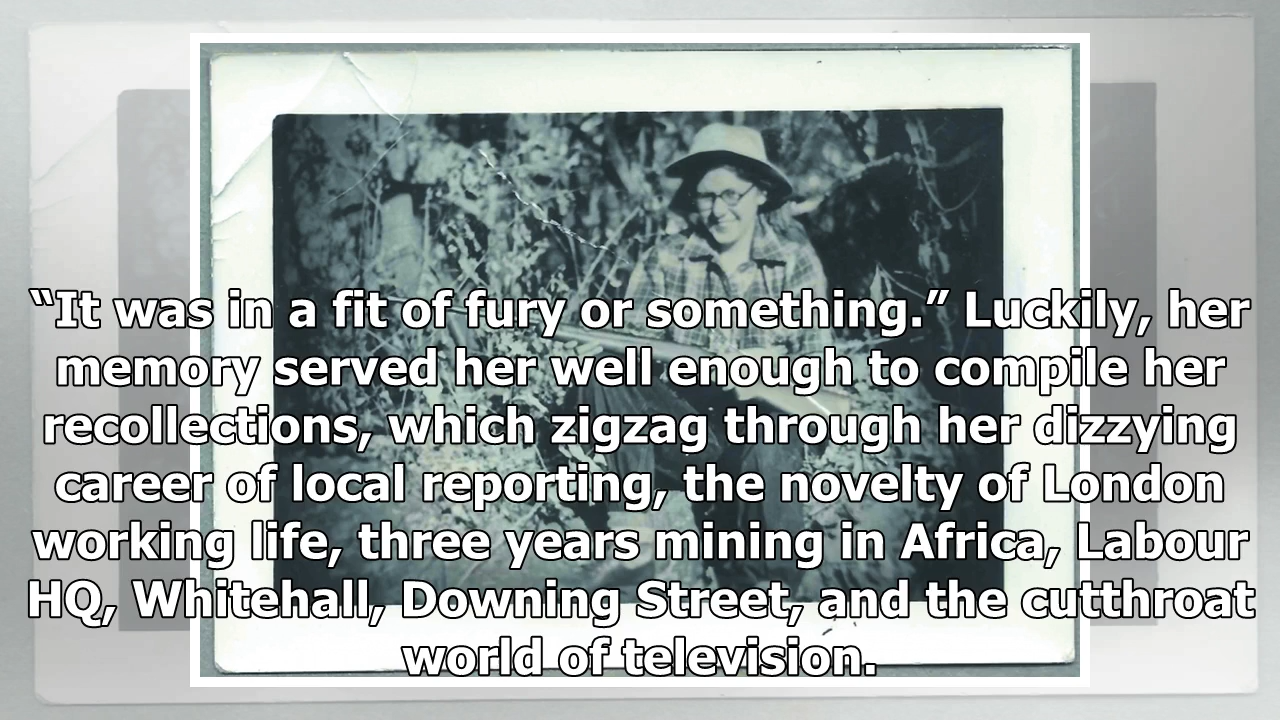 “It was in a fit of fury or something.” Luckily, her
memory served her well enough to compile her
recollections, which zigzag through her dizzying
career of local reporting, the novelty of London
working life, three years mining in Africa, Labour
HQ, Whitehall, Downing Street, and the cutthroat
world of television.